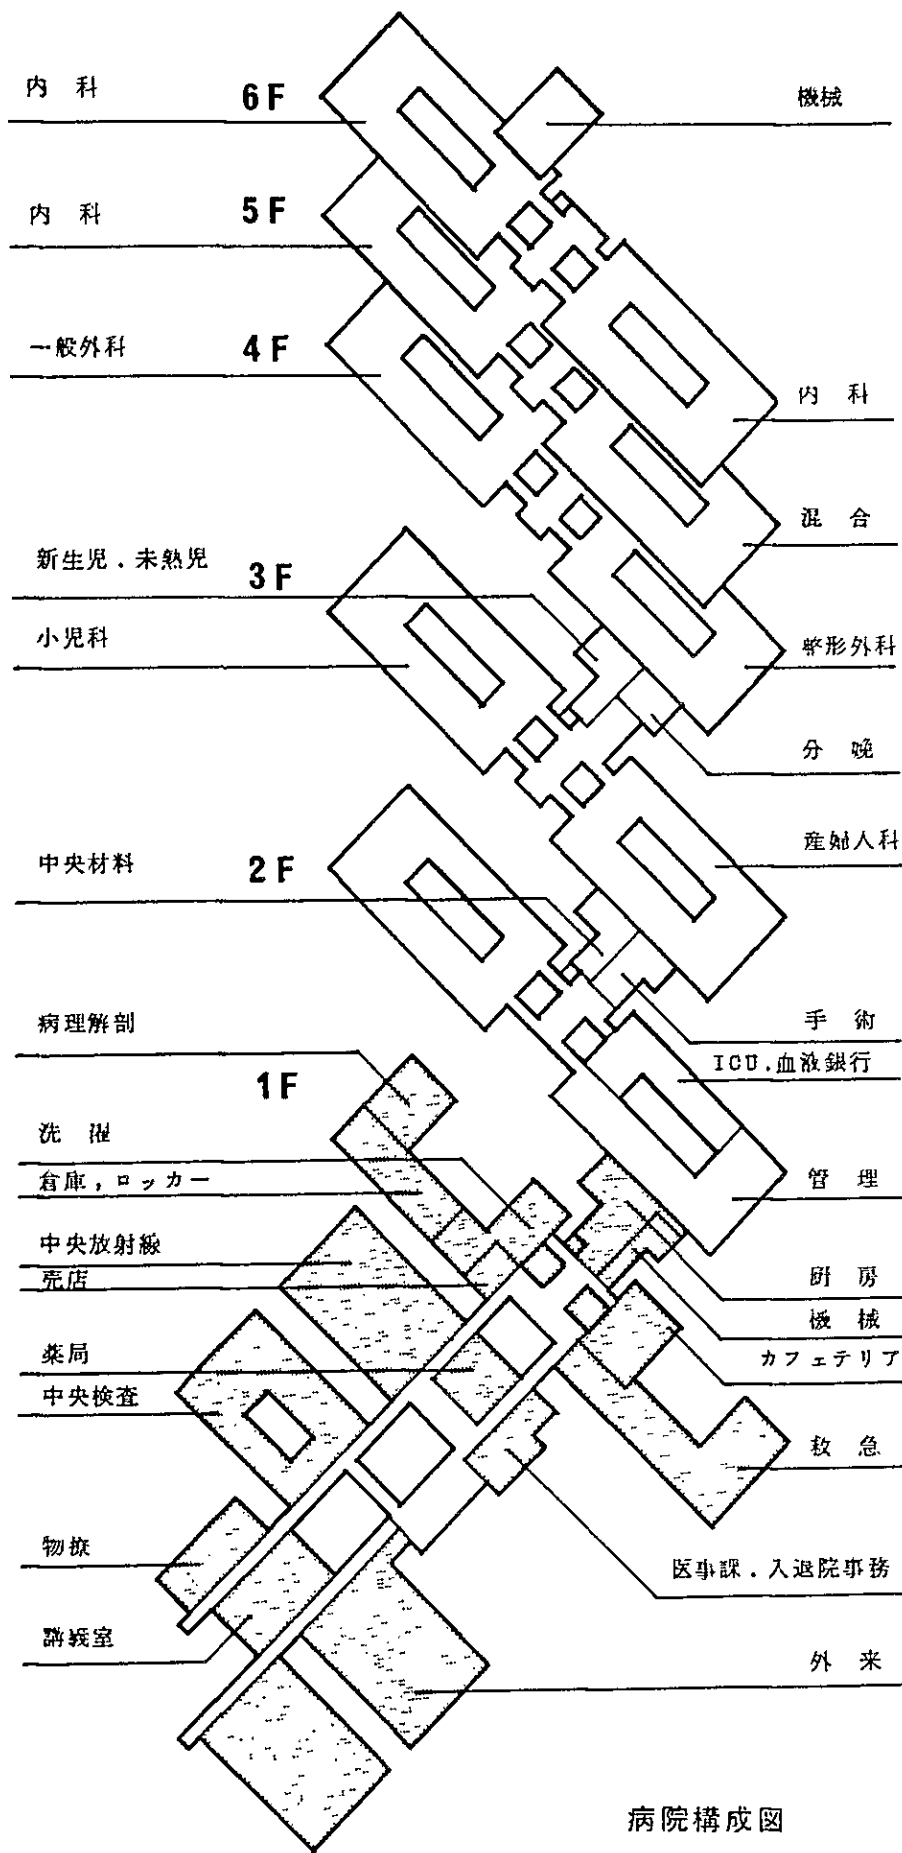 内科
6F
機械
内科
5F
一般外科
4F
内科
混合
新生児．未熟児
3F
小児科
整形外科
分娩
産婦人科
中央材料
2F
病理解剖
手術
ICU．血液銀行
1F
洗濯
倉庫，ロッカー
管理
中央放射線
売店
厨房
機械
薬局
カフェテリア
中央検査
救急
物療
医事課．入退院事務
外来
病院構成図